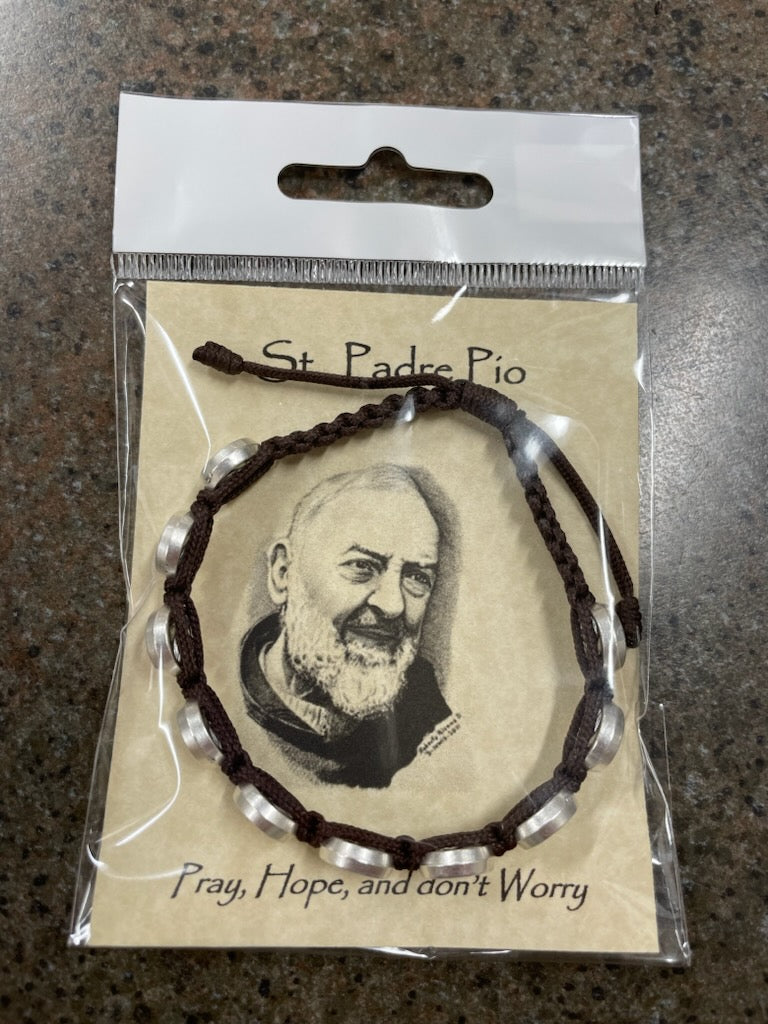 St. Padre Pio
Pray, Hope, and don't Worry